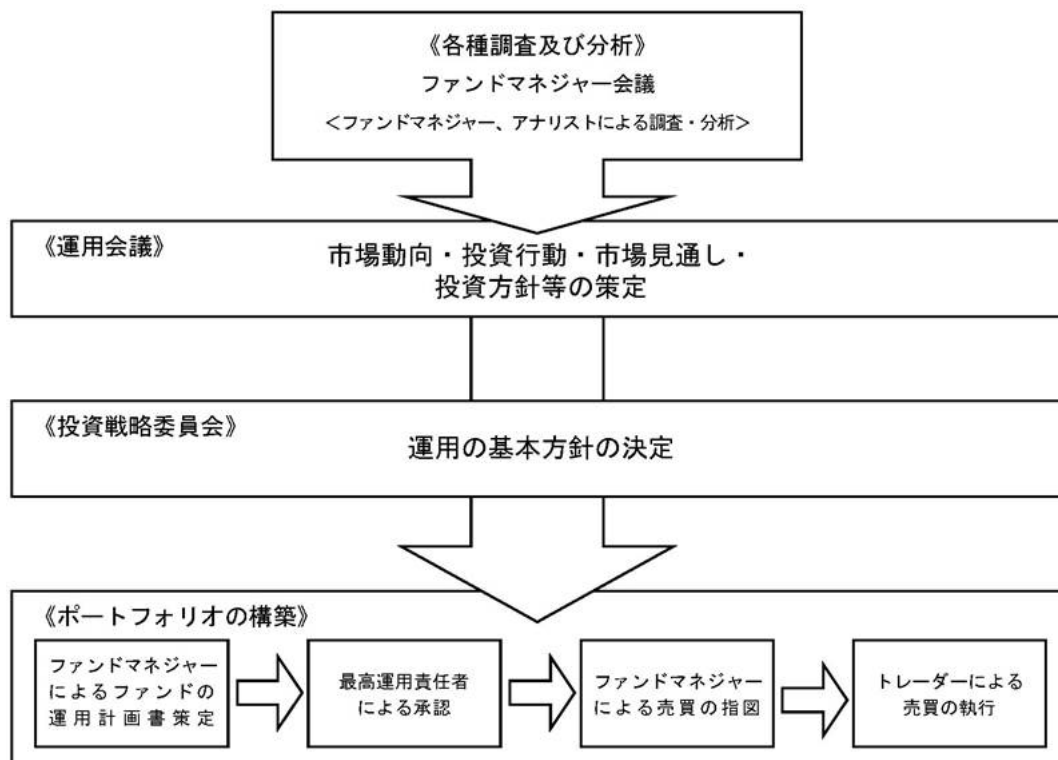 《各種調査及び分析》
ファンドマネジャー会議
＜ファンドマネジャー、アナリストによる調査・分析＞
《運用会議》
市場動向・投資行動・市場見通し・
投資方針等の策定
《投資戦略委員会》
運用の基本方針の決定
《ポートフォリオの構築》
ファンドマネジャー
によるファンドの
運用計画書策定
最高運用責任者
による承認
ファンドマネジャー
による売買の指図
トレーダーによる
売買の執行